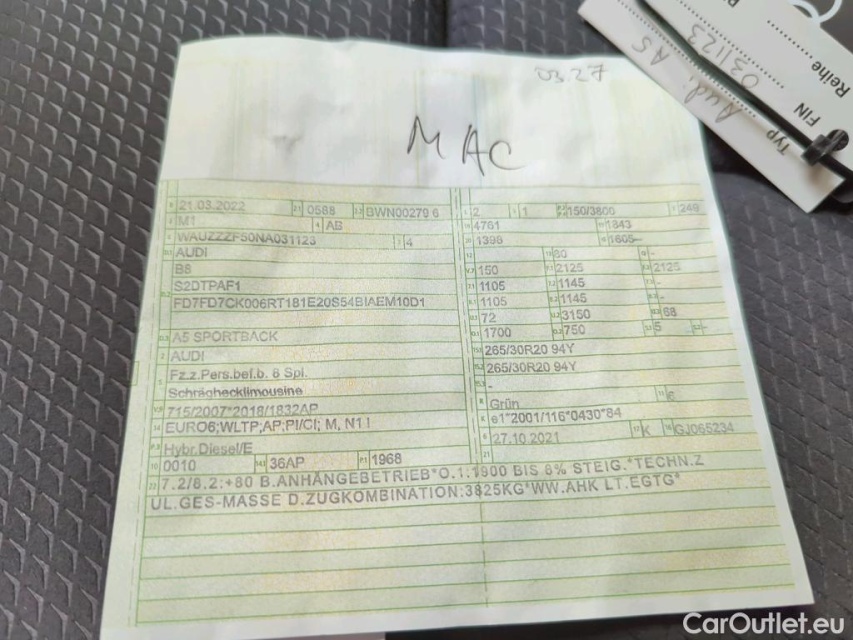 03 27
MAC
Aud. A5
03/123
Typ
FIN
Reihe
21.03.2022 0588 BWN00279 6 2 1 150/3800 249
M1 AB 4761 1843
WAUZZZF50NA031123 4 1398 1605--
AUDI 80 -
B8 150 2125 2125
S2DTPAF1 1105 1145 -
FD7FD7CK006RT181E20S54BIAEM10D1 1105 1145 -
72 3150 68
A5 SPORTBACK 1700 750 5 -
AUDI 265/30R20 94Y
Fz.z.Pers.bef.b. 8 Spl. 265/30R20 94Y
Schräghecklimousine -
715/2007*2018/1832AP Grün
EURO6;WLTP;AP;PI/CI; M, N1 I e1*2001/116*0430*84
Hybr.Diesel/E 27.10.2021 K GJ065234
0010 36AP 1968
7.2/8.2:+80 B.ANHÄNGEBETRIEB*O.1:1900 BIS 8% STEIG.*TECHN.Z
UL.GES-MASSE D.ZUGKOMBINATION:3825KG*WW.AHK LT.EGTG*
CarOutlet.eu